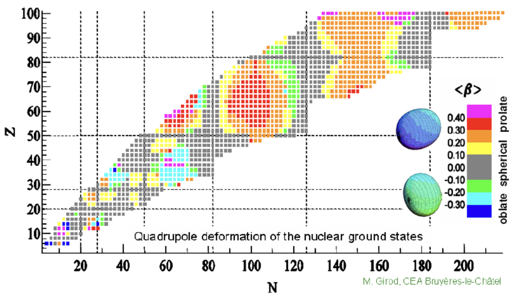 100
90
80
70
60
50
40
30
20
10
Z
20 40 60 80 100 120 140 160 180 200
N
<β>
0.40
0.30
0.20
0.10
0.00
-0.10
-0.20
-0.30
oblate spherical prolate
Quadrupole deformation of the nuclear ground states
M. Girod, CEA Bruyères-le-Châtel